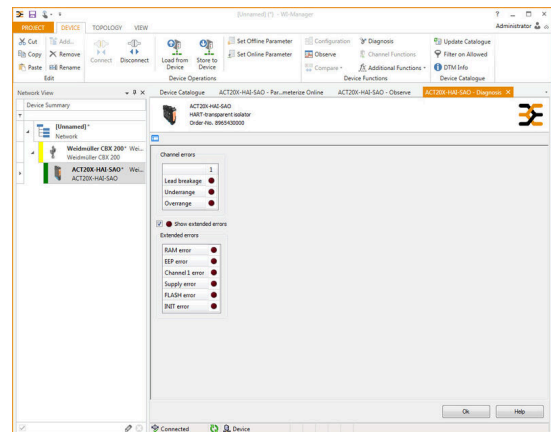 [Unnamed] (*) - WI-Manager
PROJECT DEVICE TOPOLOGY VIEW
Administrator
Cut Add... Set Offline Parameter Configuration Diagnosis Update Catalogue
Copy Remove Connect Disconnect Load from Device Store to Device Set Online Parameter Observe Channel Functions Filter on Allowed
Paste Rename Compare Additional Functions DTM Info
Edit Device Operations Device Functions Device Catalogue
Network View
Device Catalogue ACT20X-HAI-SAO - Par...meterize Online ACT20X-HAI-SAO - Observe ACT20X-HAI-SAO - Diagnosis
Device Summary
[Unnamed]*
Network
Weidmüller CBX 200* Wei...
Weidmüller CBX 200
ACT20X-HAI-SAO* Wei...
ACT20X-HAI-SAO
ACT20X-HAI-SAO
HART-transparent isolator
Order-No. 8965430000
Channel errors
1
Lead breakage
Underrange
Overrange
Show extended errors
Extended errors
RAM error
EEP error
Channel 1 error
Supply error
FLASH error
INIT error
Ok Help
Connected Device